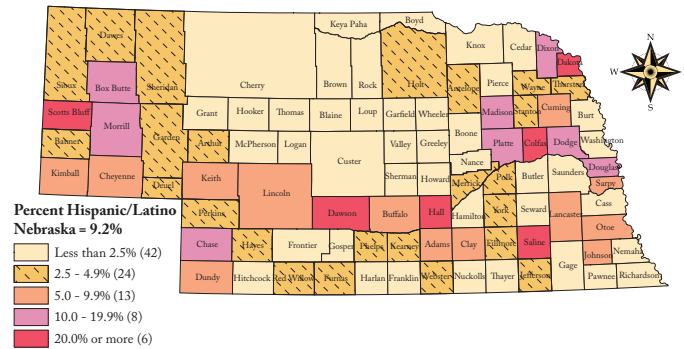 Keya Paha
Boyd
Dawes
Knox
Cedar
Dixon
Dakota
Sioux
Box Butte
Sheridan
Cherry
Brown
Rock
Holt
Antelope
Pierce
Wayne
Thurston
Scotts Bluff
Morrill
Garden
Grant
Hooker
Thomas
Blaine
Loup
Garfield
Wheeler
Madison
Stanton
Cuming
Burt
Banner
Arthur
McPherson
Logan
Custer
Valley
Greeley
Boone
Platte
Colfax
Dodge
Washington
Kimball
Cheyenne
Deuel
Keith
Lincoln
Sherman
Howard
Nance
Merrick
Polk
Butler
Saunders
Douglas
Sarpy
Perkins
Dawson
Buffalo
Hall
Hamilton
York
Seward
Lancaster
Cass
Otoe
Chase
Hayes
Frontier
Gosper
Phelps
Kearney
Adams
Clay
Fillmore
Saline
Johnson
Nemaha
Dundy
Hitchcock
Red Willow
Furnas
Harlan
Franklin
Webster
Nuckolls
Thayer
Jefferson
Gage
Pawnee
Richardson
N
W
E
S
Percent Hispanic/Latino
Nebraska = 9.2%
Less than 2.5% (42)
2.5 - 4.9% (24)
5.0 - 9.9% (13)
10.0 - 19.9% (8)
20.0% or more (6)